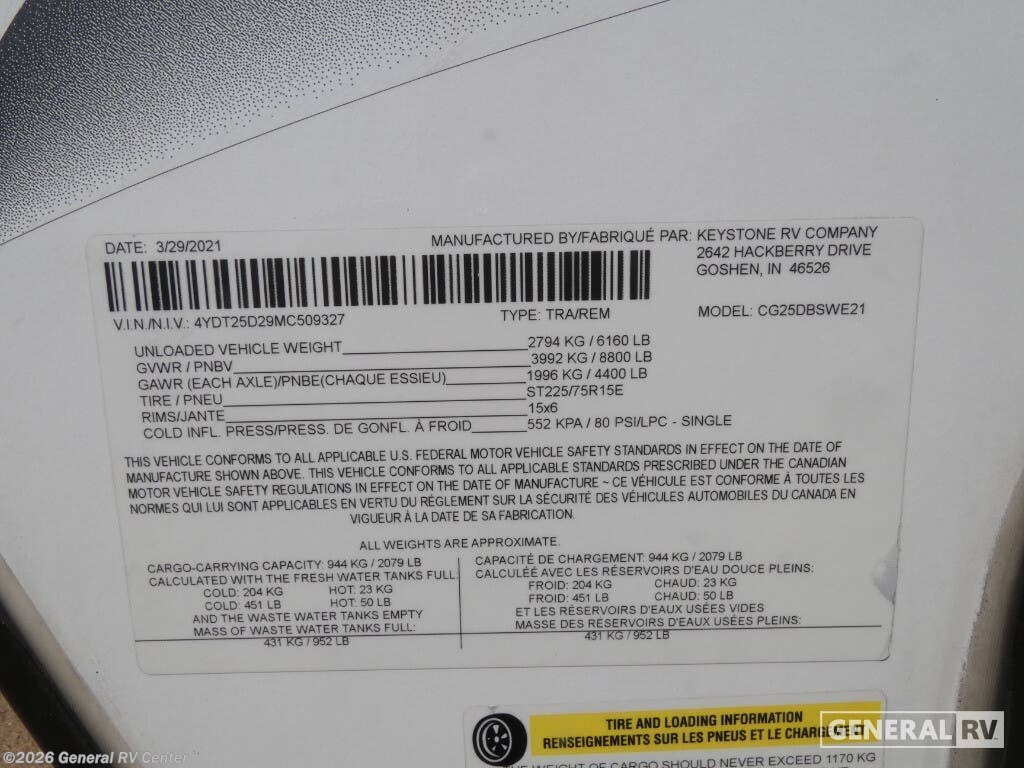 DATE: 3/29/2021
MANUFACTURED BY/FABRIQUÉ PAR: KEYSTONE RV COMPANY
2642 HACKBERRY DRIVE
GOSHEN, IN 46526
V.I.N./N.I.V.: 4YDT25D29MC509327
TYPE: TRA/REM
MODEL: CG25DBSWE21
UNLOADED VEHICLE WEIGHT 2794 KG / 6160 LB
GVWR / PNBV 3992 KG / 8800 LB
GAWR (EACH AXLE)/PNBE(CHAQUE ESSIEU) 1996 KG / 4400 LB
TIRE / PNEU ST225/75R15E
RIMS/JANTE 15x6
COLD INFL. PRESS/PRESS. DE GONFL. À FROID 552 KPA / 80 PSI/LPC - SINGLE
THIS VEHICLE CONFORMS TO ALL APPLICABLE U.S. FEDERAL MOTOR VEHICLE SAFETY STANDARDS IN EFFECT ON THE DATE OF
MANUFACTURE SHOWN ABOVE. THIS VEHICLE CONFORMS TO ALL APPLICABLE STANDARDS PRESCRIBED UNDER THE CANADIAN
MOTOR VEHICLE SAFETY REGULATIONS IN EFFECT ON THE DATE OF MANUFACTURE ~ CE VÉHICULE EST CONFORME À TOUTES LES
NORMES QUI LUI SONT APPLICABLES EN VERTU DU RÉGLEMENT SUR LA SÉCURITÉ DES VÉHICULES AUTOMOBILES DU CANADA EN
VIGUEUR À LA DATE DE SA FABRICATION.
ALL WEIGHTS ARE APPROXIMATE.
CARGO-CARRYING CAPACITY: 944 KG / 2079 LB
CALCULATED WITH THE FRESH WATER TANKS FULL:
COLD: 204 KG HOT: 23 KG
COLD: 451 LB HOT: 50 LB
AND THE WASTE WATER TANKS EMPTY
MASS OF WASTE WATER TANKS FULL:
431 KG / 952 LB
CAPACITÉ DE CHARGEMENT: 944 KG / 2079 LB
CALCULÉE AVEC LES RÉSERVOIRS D'EAU DOUCE PLEINS:
FROID: 204 KG CHAUD: 23 KG
FROID: 451 LB CHAUD: 50 LB
ET LES RÉSERVOIRS D'EAUX USÉES VIDES
MASSE DES RÉSERVOIRS D'EAUX USÉES PLEINS:
431 KG / 952 LB
TIRE AND LOADING INFORMATION
RENSEIGNEMENTS SUR LES PNEUS ET LE CHARGEMENT
THE WEIGHT OF CARGO SHOULD NEVER EXCEED 1170 KG
GENERAL RV
©2026 General RV Center